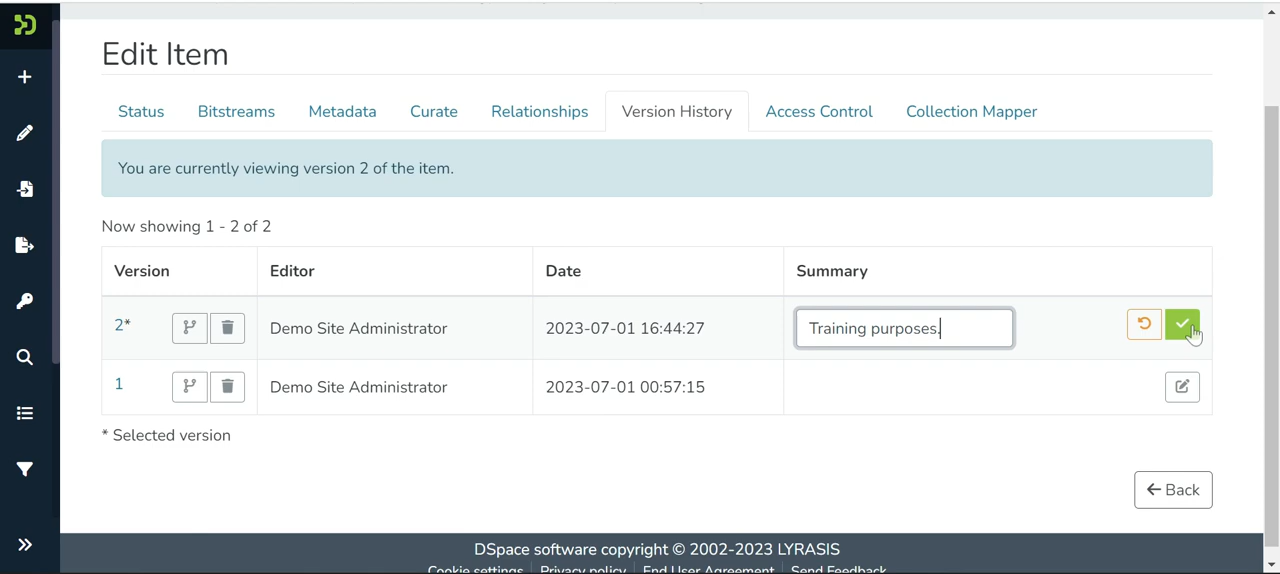 Edit Item
Status Bitstreams Metadata Curate Relationships Version History Access Control Collection Mapper
You are currently viewing version 2 of the item.
Now showing 1 - 2 of 2
Version Editor Date Summary
2* Demo Site Administrator 2023-07-01 16:44:27 Training purposes.
1 Demo Site Administrator 2023-07-01 00:57:15
* Selected version
Back
DSpace software copyright © 2002-2023 LYRASIS
Cookie settings Privacy policy End User Agreement Send Feedback